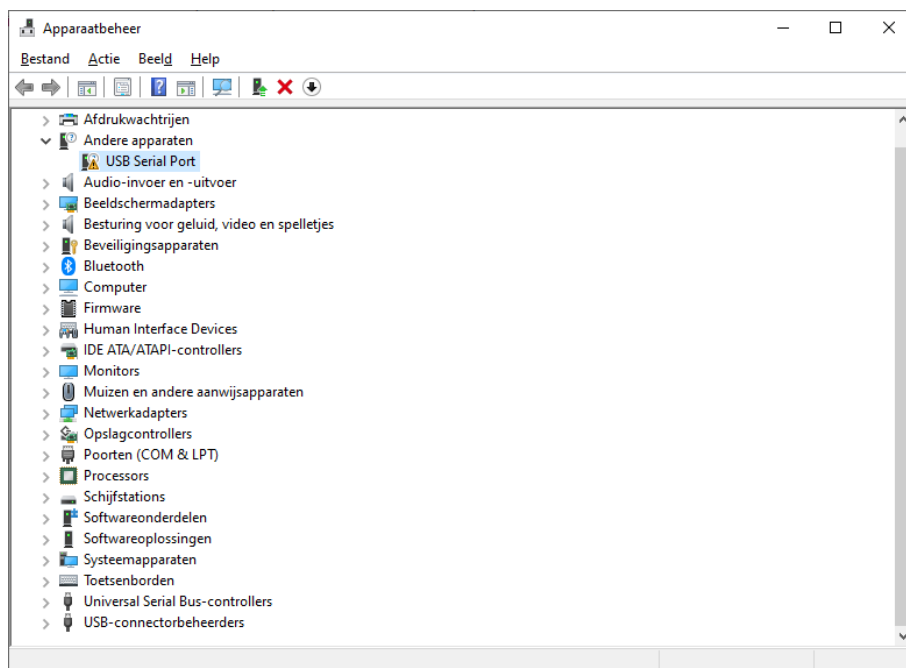 Apparaatbeheer
Bestand Actie Beeld Help
Afdrukwachtrijen
Andere apparaten
USB Serial Port
Audio-invoer en -uitvoer
Beeldschermadapters
Besturing voor geluid, video en spelletjes
Beveiligingsapparaten
Bluetooth
Computer
Firmware
Human Interface Devices
IDE ATA/ATAPI-controllers
Monitors
Muizen en andere aanwijsapparaten
Netwerkadapters
Opslagcontrollers
Poorten (COM & LPT)
Processors
Schijfstations
Softwareonderdelen
Softwareoplossingen
Systeemapparaten
Toetsenborden
Universal Serial Bus-controllers
USB-connectorbeheerders